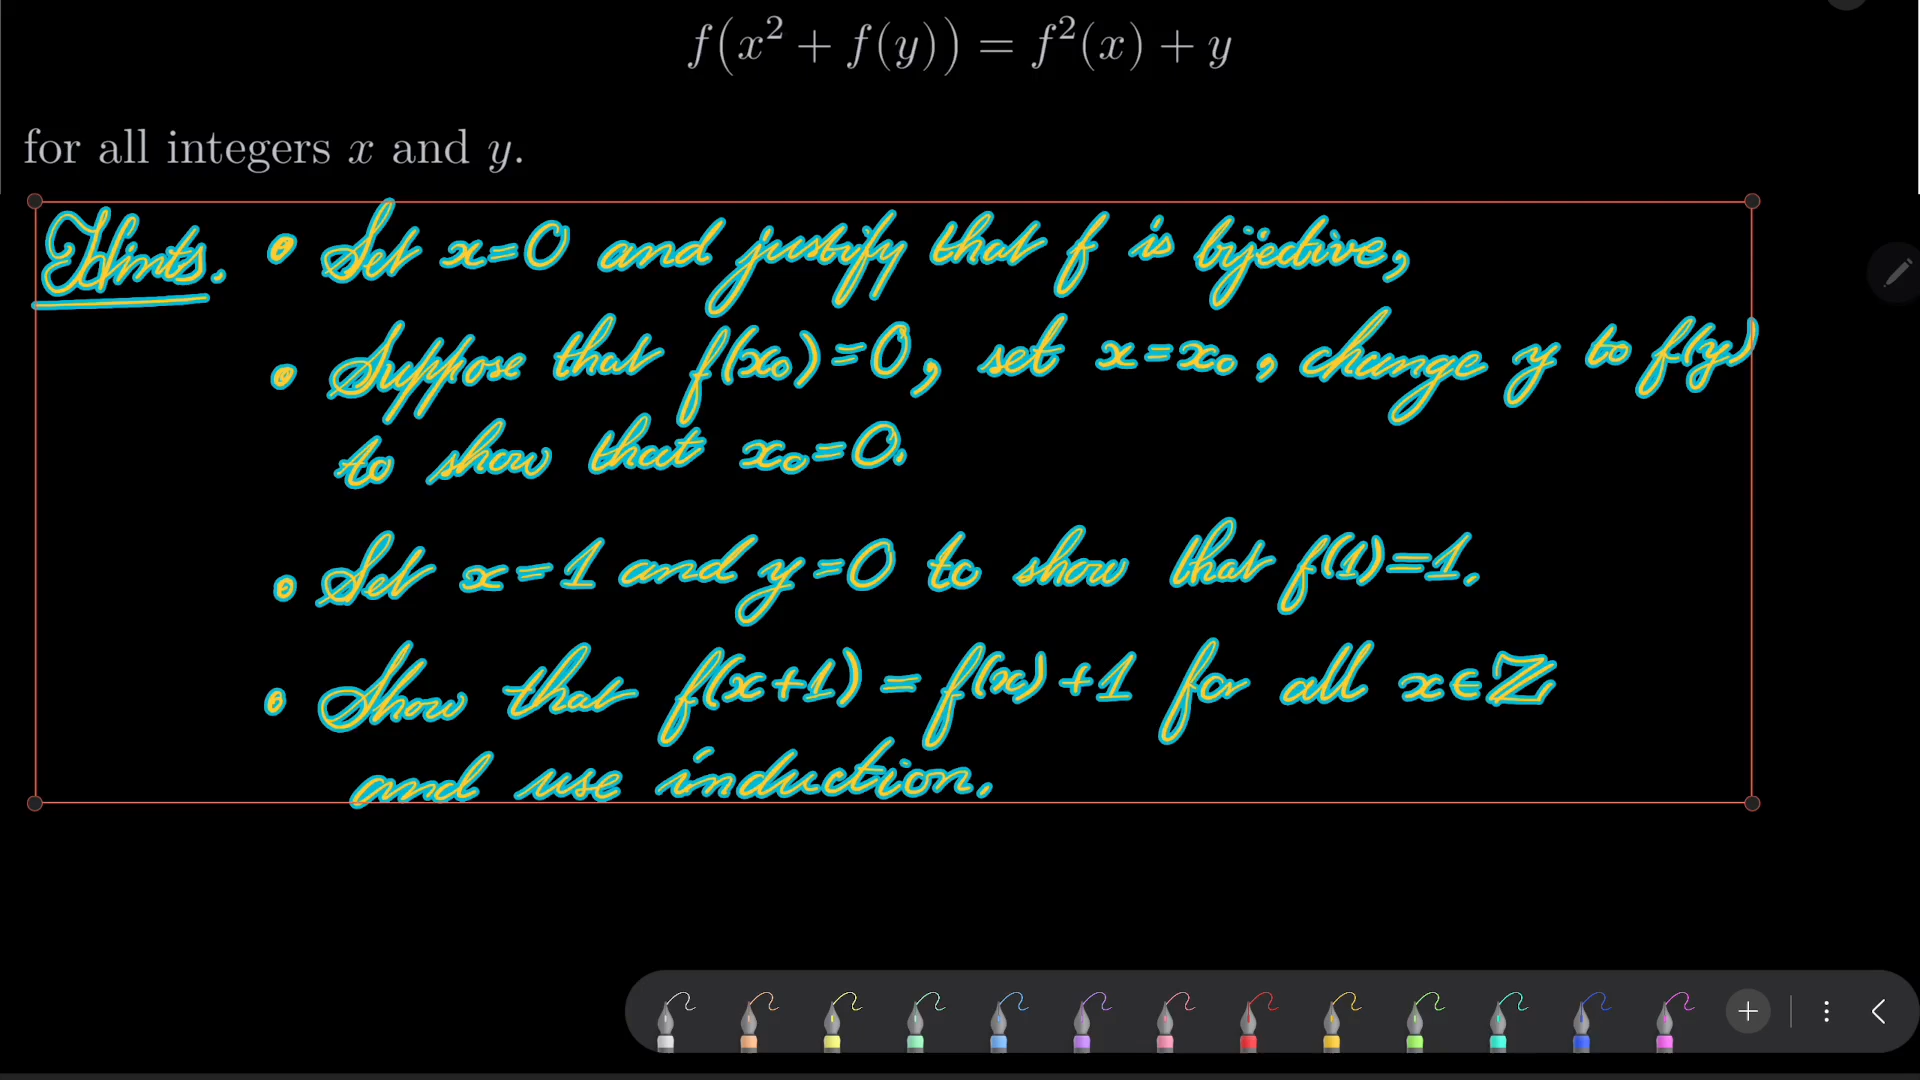 f(x² + f(y)) = f²(x) + y
for all integers x and y.
Hints. • Set x=0 and justify that f is bijective,
• Suppose that f(x₀)=0, set x=x₀, change y to f(y)
to show that x₀=0.
• Set x=1 and y=0 to show that f(1)=1.
• Show that f(x+1) = f(x)+1 for all x∈ℤ
and use induction.